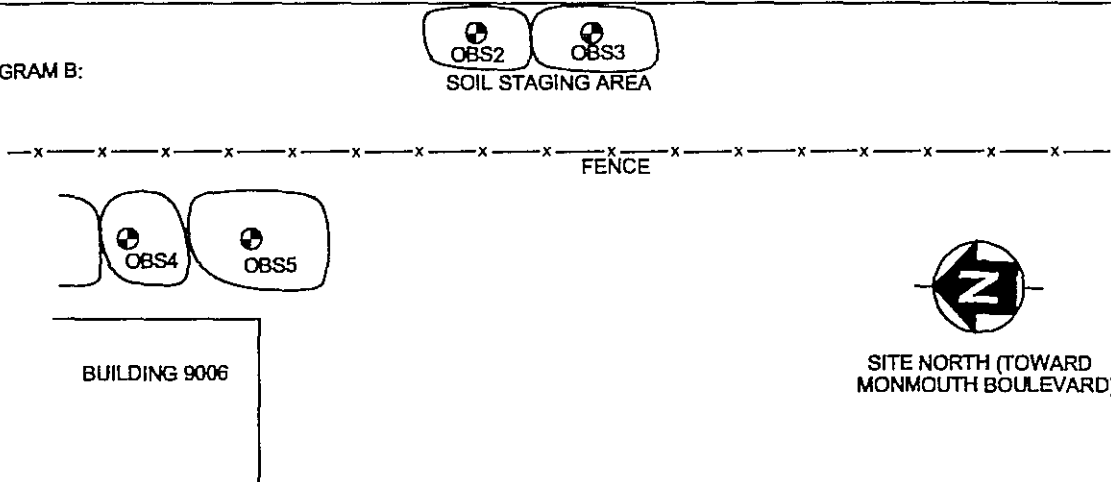 OBS2
OBS3
GRAM B:
SOIL STAGING AREA
FENCE
OBS4
OBS5
N
BUILDING 9006
SITE NORTH (TOWARD
MONMOUTH BOULEVARD)